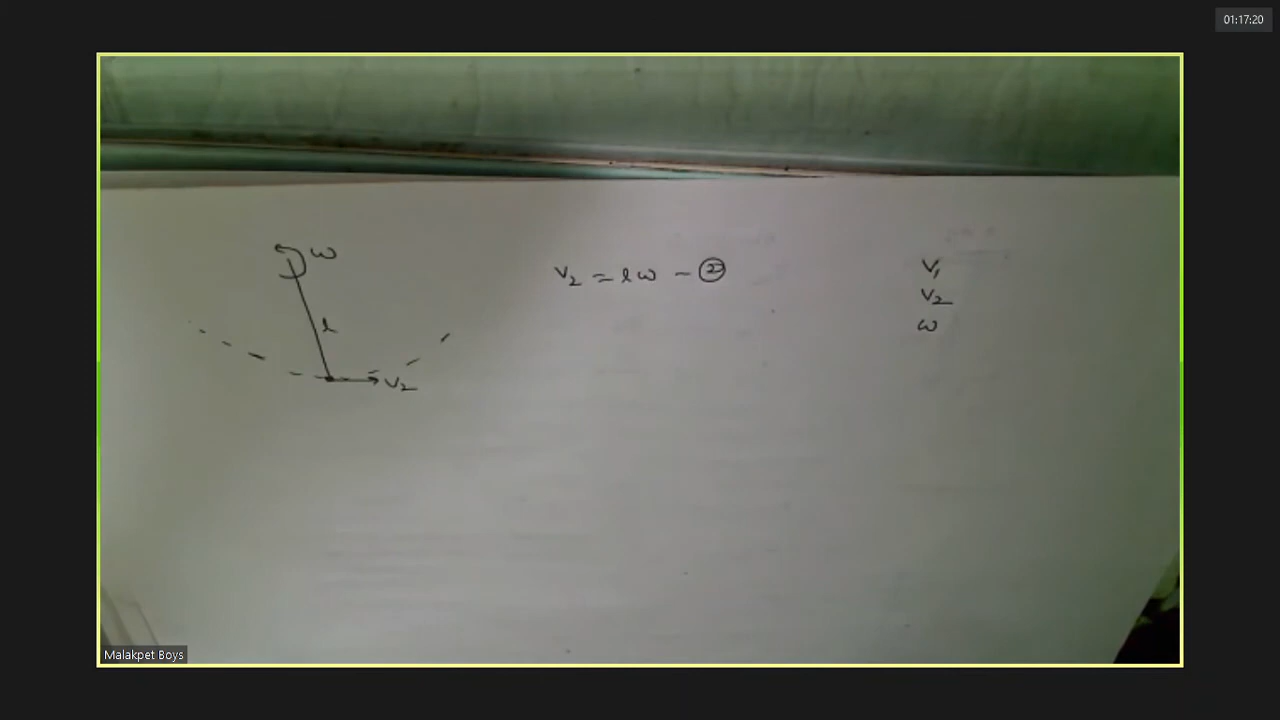 01:17:20
ω
l
V₂
V₂ = lω - ②
V₁
V₂
ω
Malakpet Boys